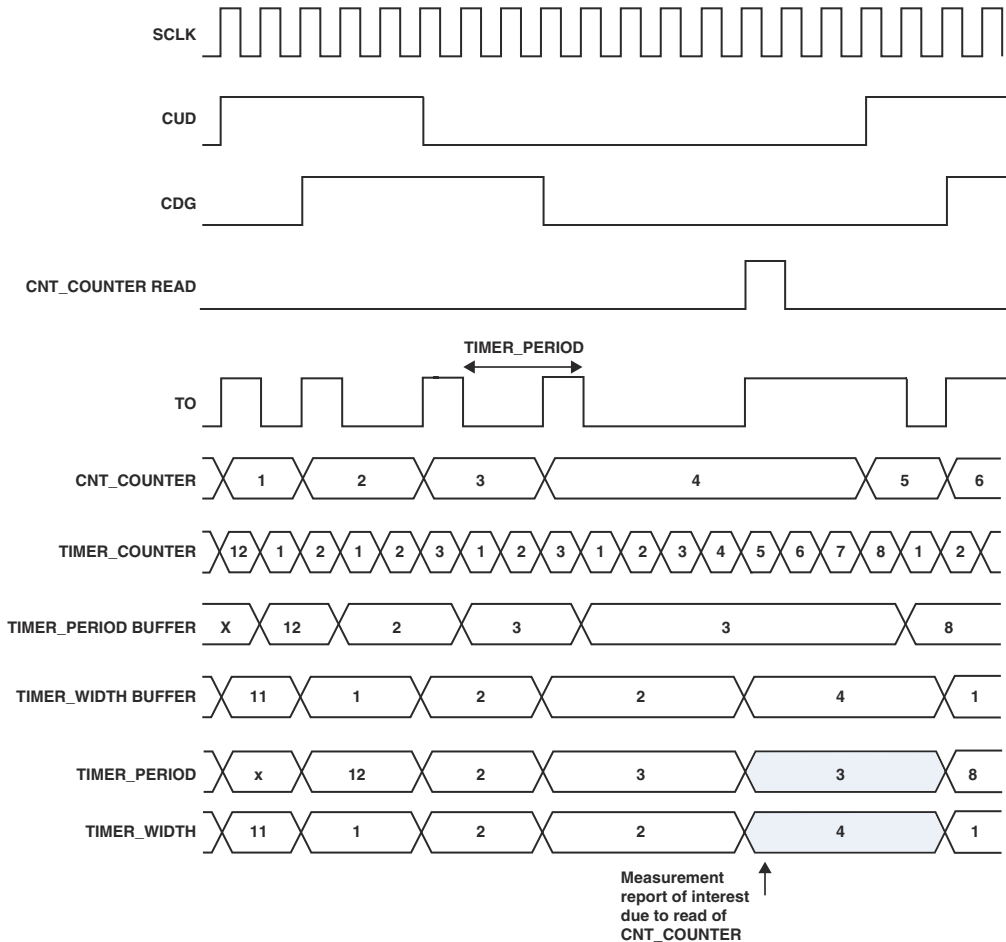 SCLK
CUD
CDG
CNT_COUNTER READ
TIMER_PERIOD
TO
CNT_COUNTER 1 2 3 4 5 6
TIMER_COUNTER 12 1 2 1 2 3 1 2 3 1 2 3 4 5 6 7 8 1 2
TIMER_PERIOD BUFFER X 12 2 3 3 8
TIMER_WIDTH BUFFER 11 1 2 2 4 1
TIMER_PERIOD x 12 2 3 3 8
TIMER_WIDTH 11 1 2 2 4 1
Measurement
report of interest
due to read of
CNT_COUNTER